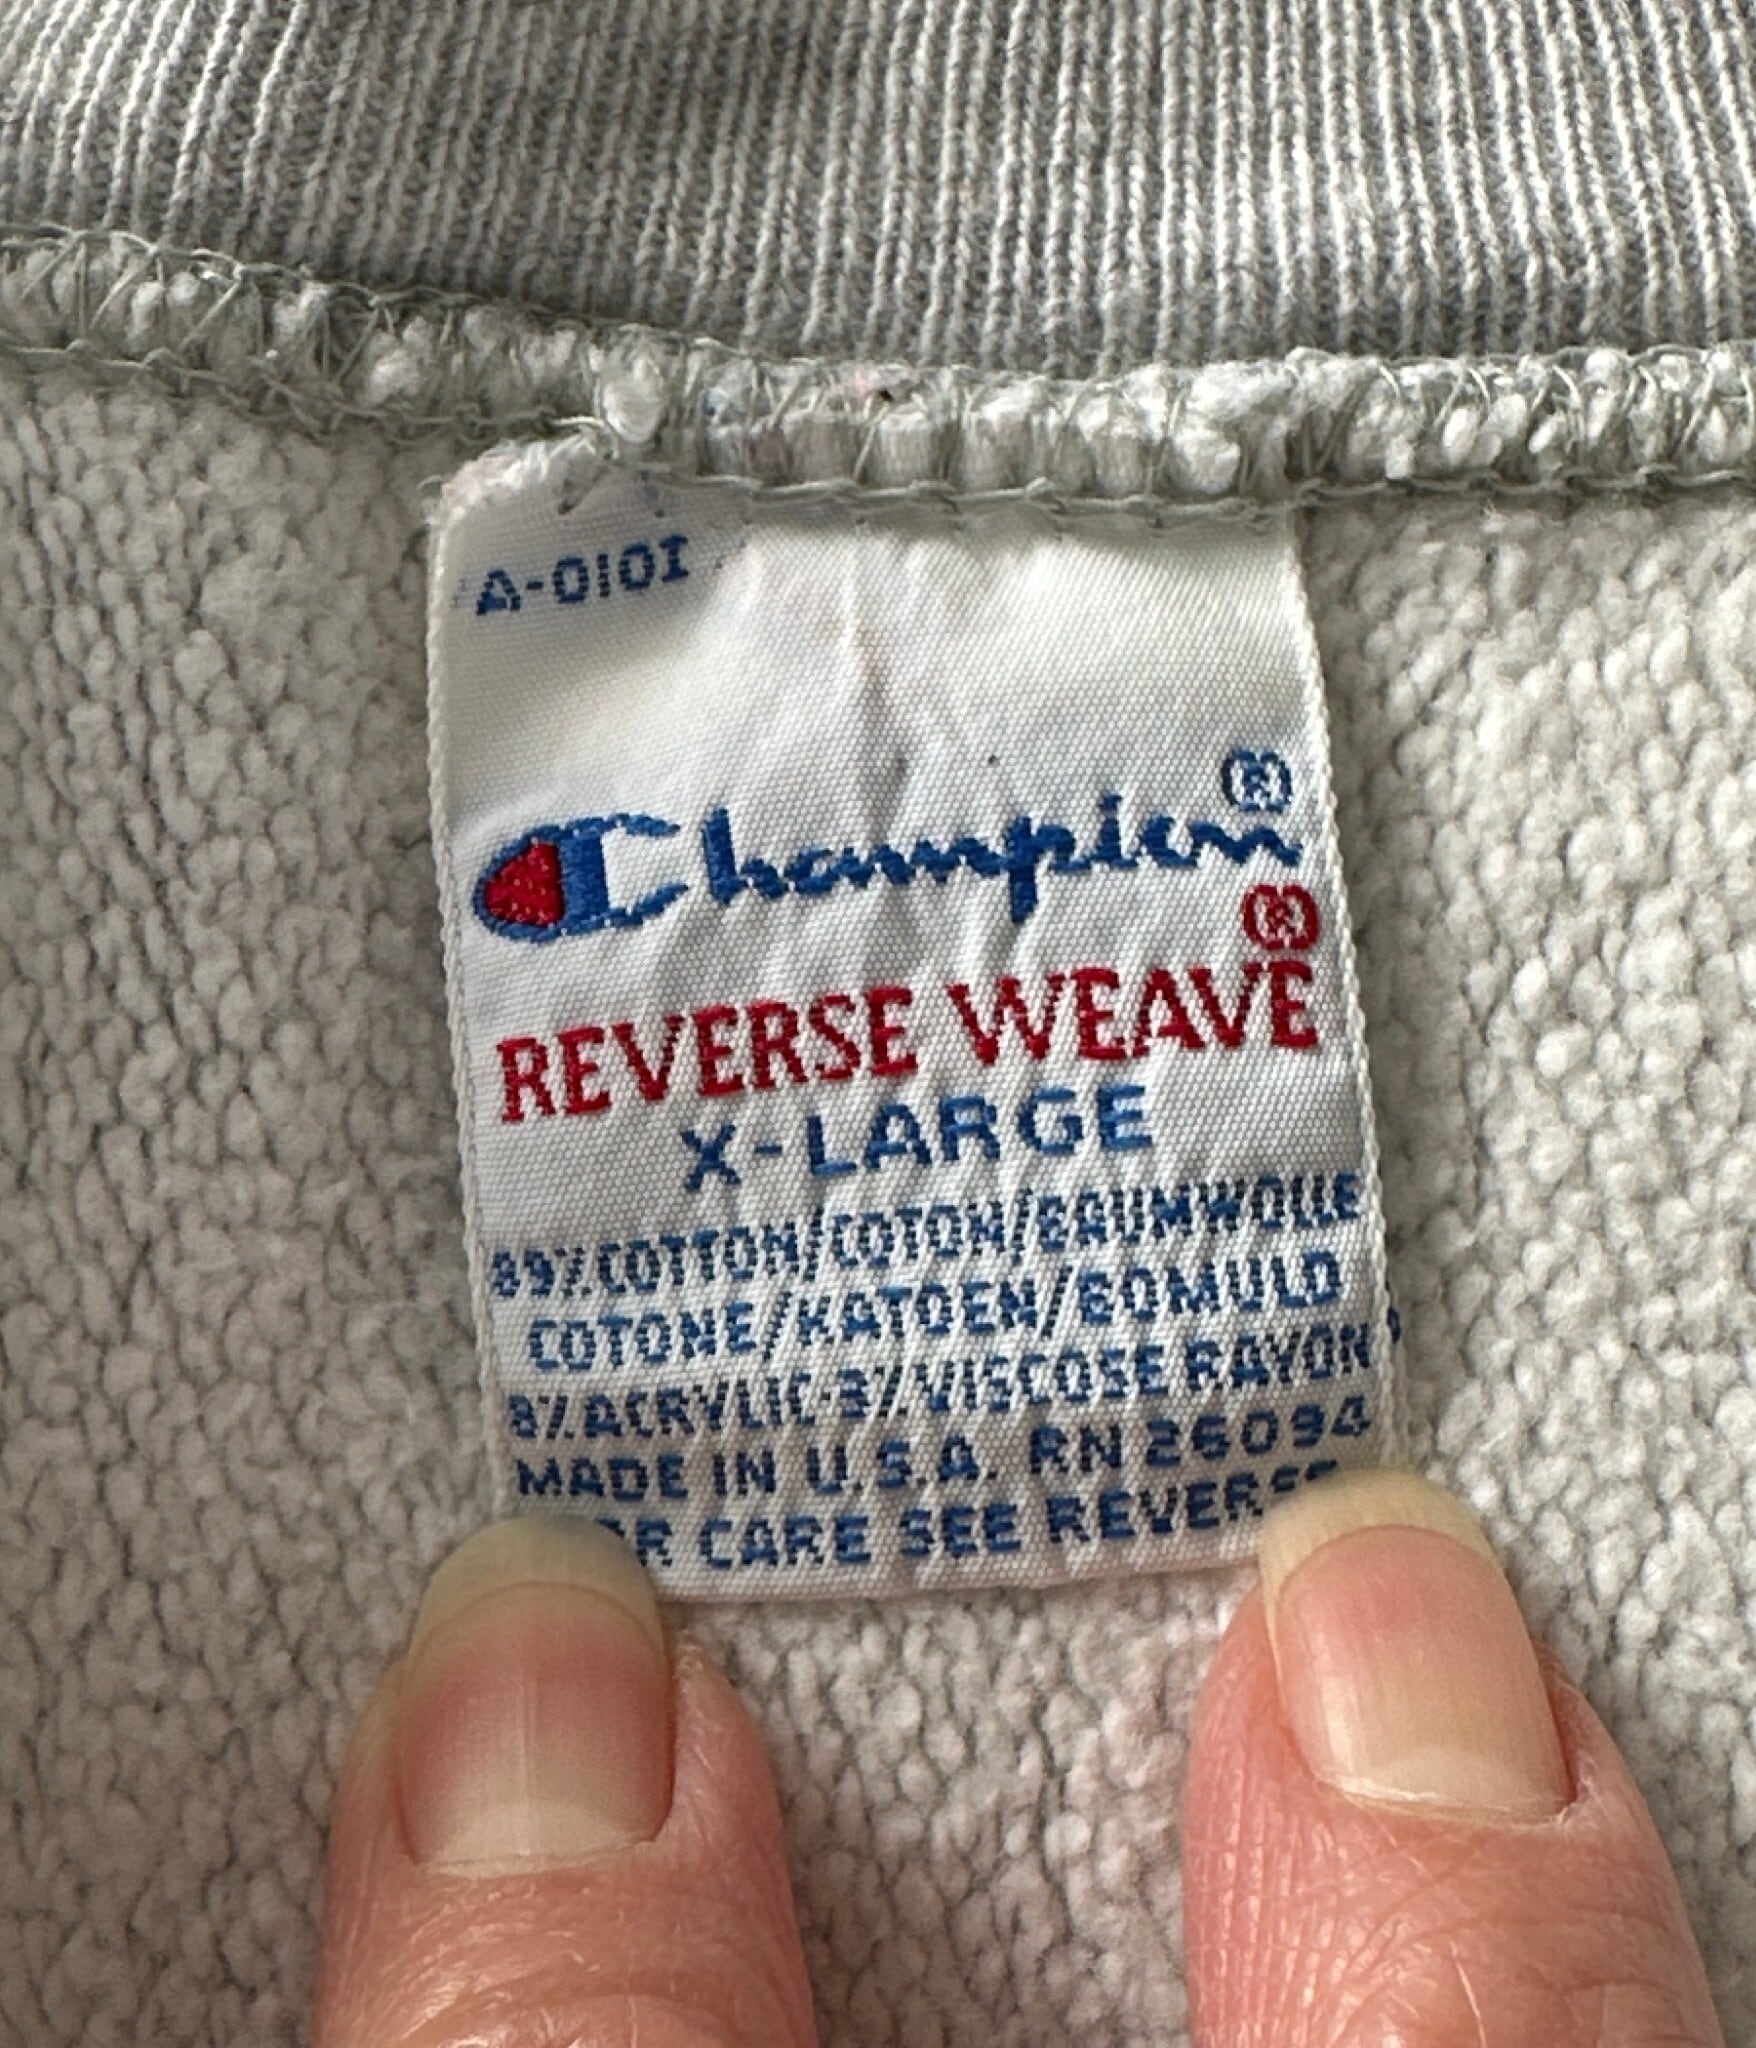 A-0101
Champion®
®
REVERSE WEAVE
X-LARGE
89% COTTON/COTON/BAUMWOLLE
COTONE/KATOEN/BOMULD
8% ACRYLIC-3% VISCOSE RAYON
MADE IN U.S.A. RN 26094
CARE SEE REVERSE